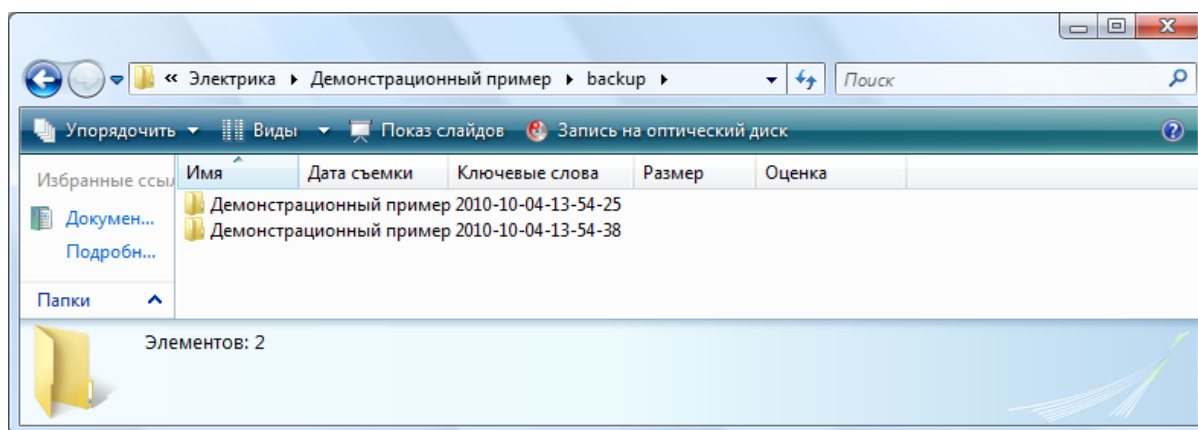 « Электрика ▸ Демонстрационный пример ▸ backup ▸ Поиск
Упорядочить Виды Показ слайдов Запись на оптический диск
Избранные ссыл Имя Дата съемки Ключевые слова Размер Оценка
Демонстрационный пример 2010-10-04-13-54-25
Докумен...
Демонстрационный пример 2010-10-04-13-54-38
Подробн...
Папки
Элементов: 2